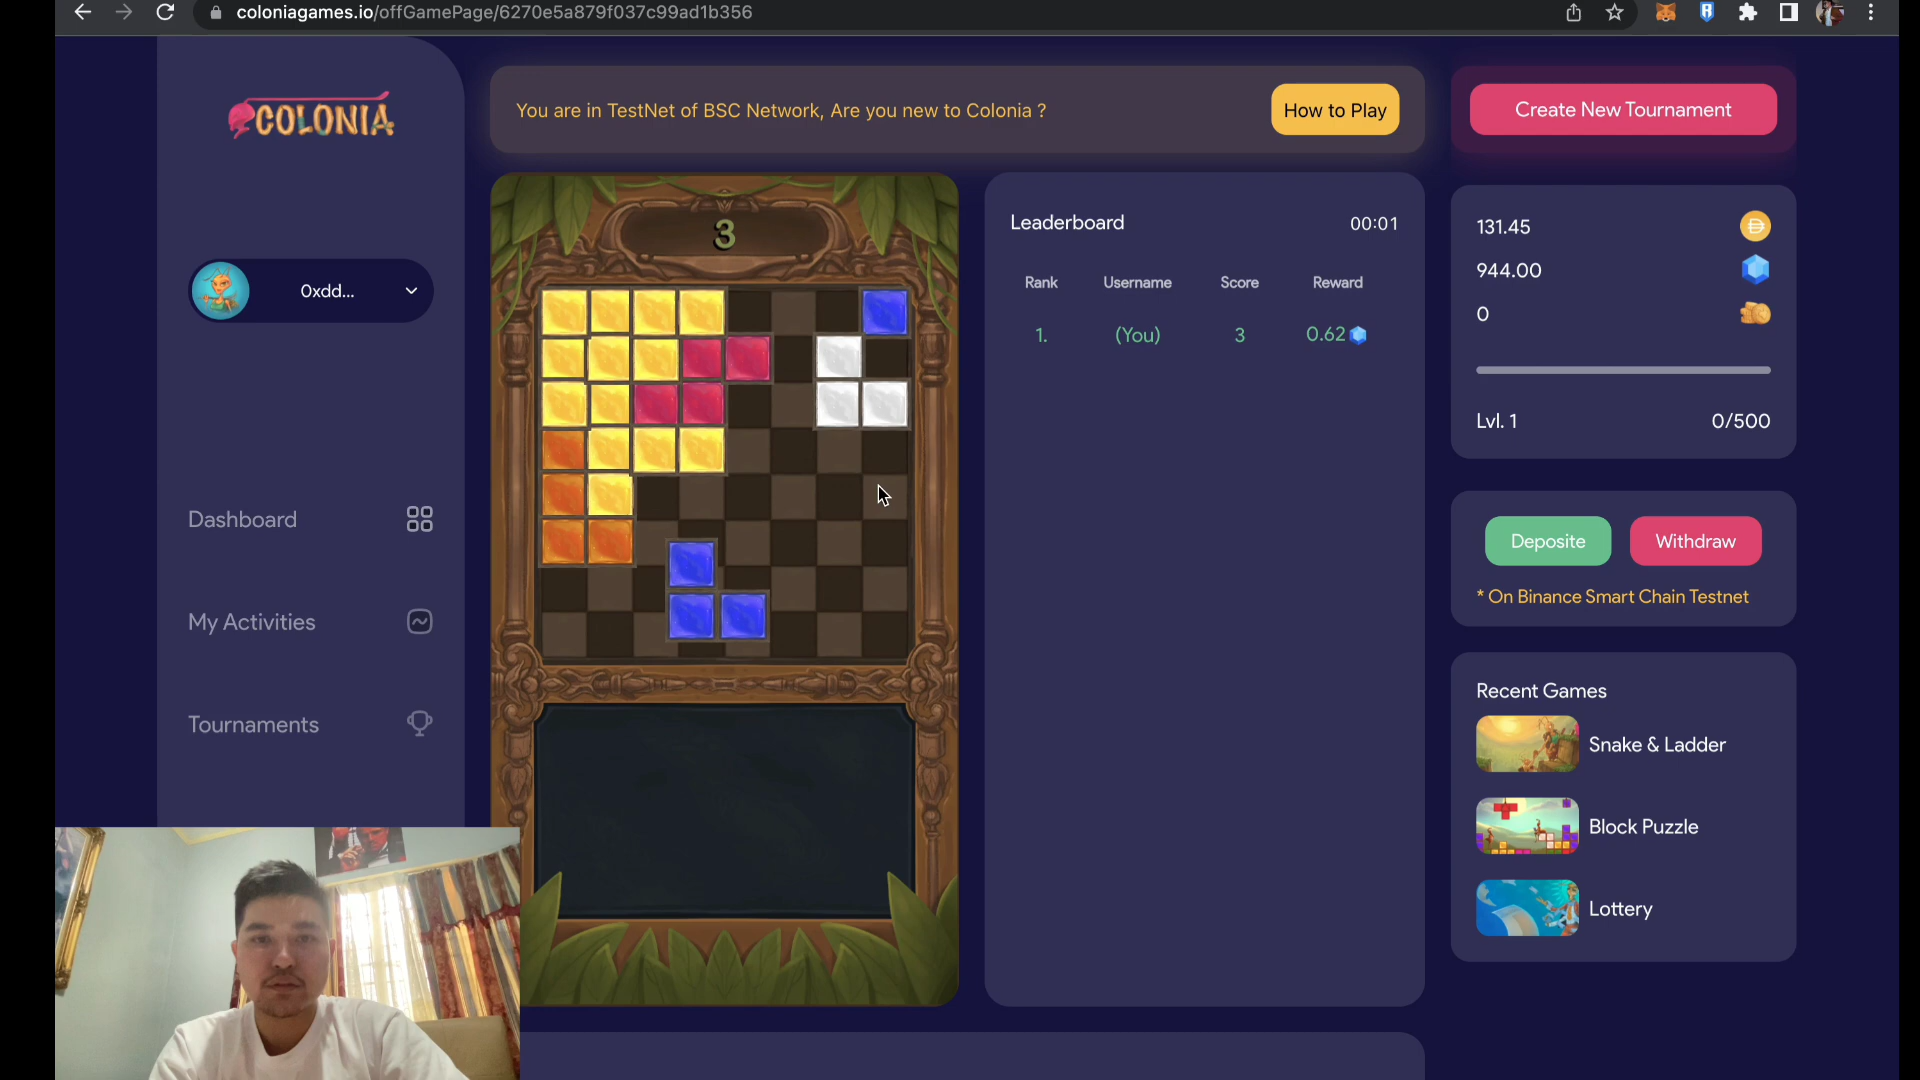 coloniagames.io/offGamePage/6270e5a879f037c99ad1b356
COLONIA
You are in TestNet of BSC Network, Are you new to Colonia ?
How to Play
Create New Tournament
0xdd...
Dashboard
My Activities
Tournaments
3
Leaderboard
00:01
Rank Username Score Reward
1. (You) 3 0.62
131.45
944.00
0
Lvl. 1 0/500
Deposite
Withdraw
* On Binance Smart Chain Testnet
Recent Games
Snake & Ladder
Block Puzzle
Lottery